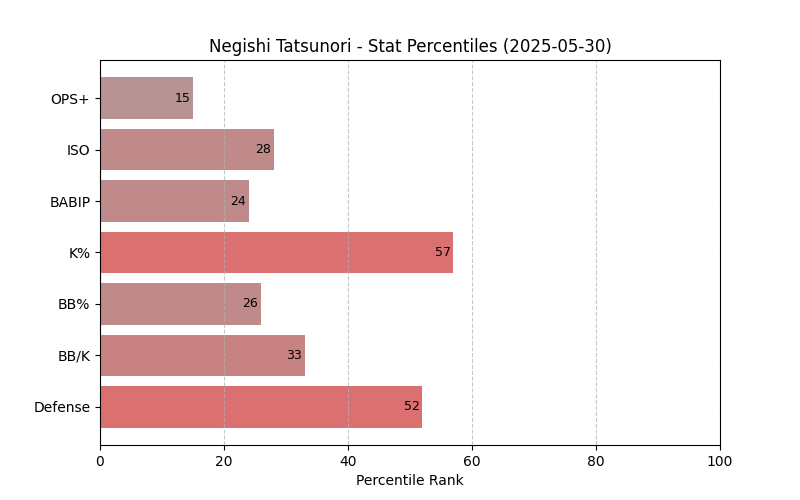 Negishi Tatsunori - Stat Percentiles (2025-05-30)
OPS+ 15
ISO 28
BABIP 24
K% 57
BB% 26
BB/K 33
Defense 52
0 20 40 60 80 100
Percentile Rank